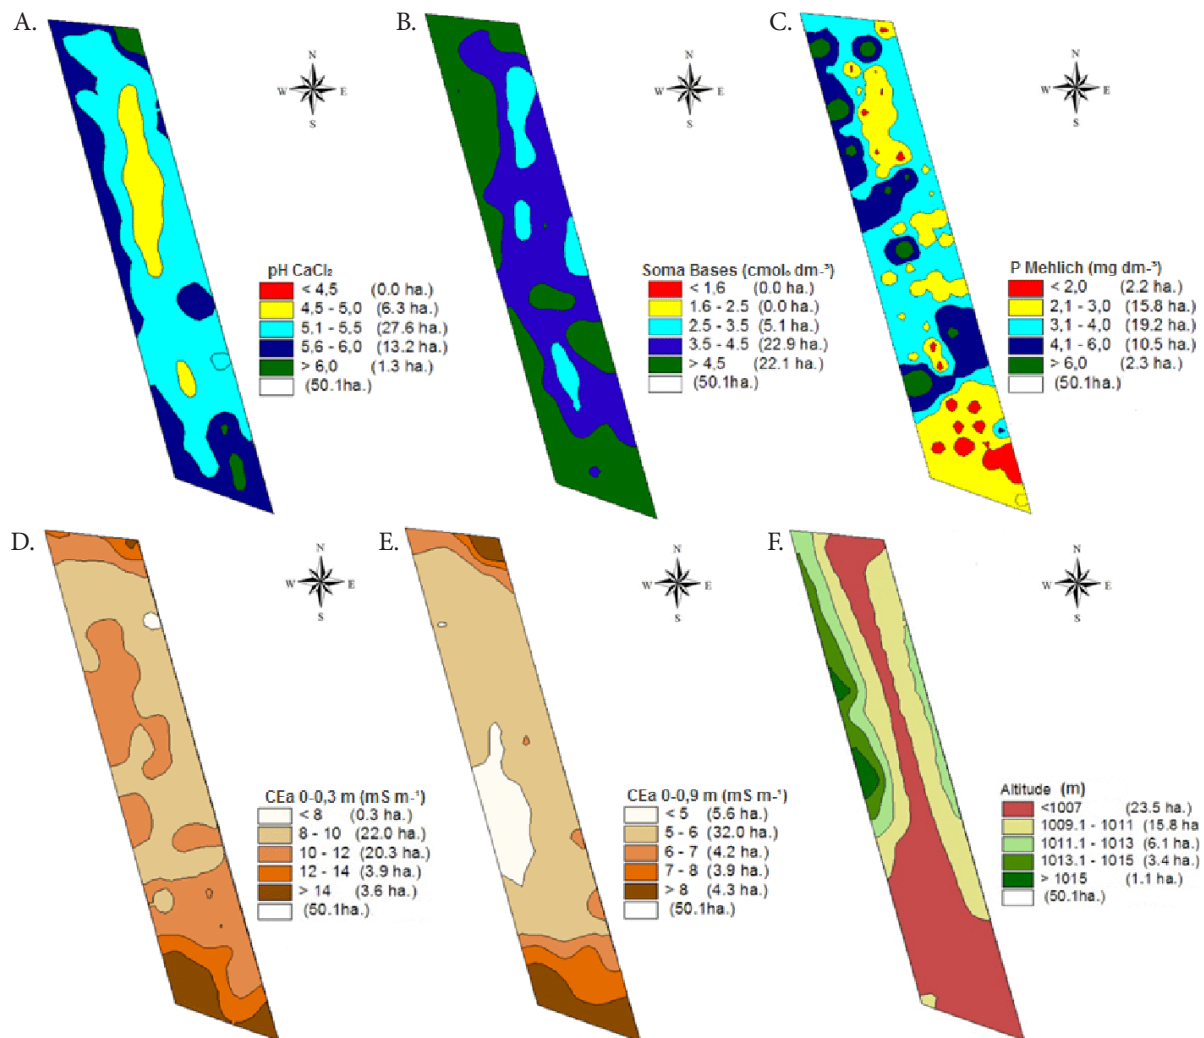 A.
N
W E
S
pH CaCl₂
< 4,5 (0.0 ha.)
4,5 - 5,0 (6.3 ha.)
5.1 - 5,5 (27.6 ha.)
5,6 - 6,0 (13.2 ha.)
> 6,0 (1.3 ha.)
(50.1ha.)
B.
N
W E
S
Soma Bases (cmolc dm-³)
< 1,6 (0.0 ha.)
1.6 - 2.5 (0.0 ha.)
2.5 - 3.5 (5.1 ha.)
3.5 - 4.5 (22.9 ha.)
> 4,5 (22.1 ha.)
(50.1ha.)
C.
N
W E
S
P Mehlich (mg dm-³)
< 2,0 (2.2 ha.)
2,1 - 3,0 (15.8 ha.)
3,1 - 4,0 (19.2 ha.)
4,1 - 6,0 (10.5 ha.)
> 6,0 (2.3 ha.)
(50.1ha.)
D.
N
W E
S
CEa 0-0,3 m (mS m-¹)
< 8 (0.3 ha.)
8 - 10 (22.0 ha.)
10 - 12 (20.3 ha.)
12 - 14 (3.9 ha.)
> 14 (3.6 ha.)
(50.1ha.)
E.
N
W E
S
CEa 0-0,9 m (mS m-¹)
< 5 (5.6 ha.)
5 - 6 (32.0 ha.)
6 - 7 (4.2 ha.)
7 - 8 (3.9 ha.)
> 8 (4.3 ha.)
(50.1ha.)
F.
N
W E
S
Altitude (m)
<1007 (23.5 ha.)
1009.1 - 1011 (15.8 ha
1011.1 - 1013 (6.1 ha.)
1013.1 - 1015 (3.4 ha.)
> 1015 (1.1 ha.)
(50.1ha.)